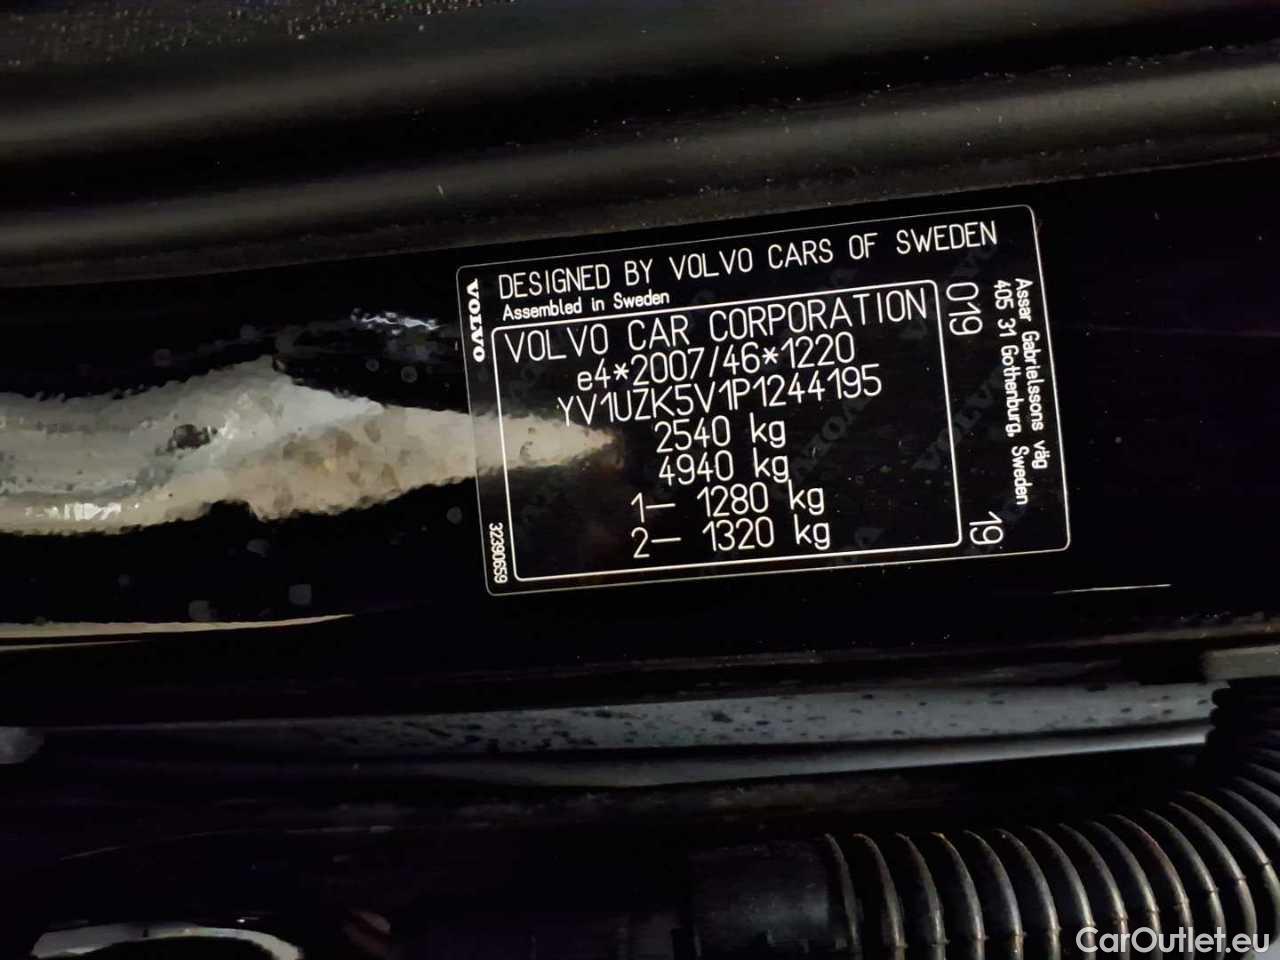 VOLVO
DESIGNED BY VOLVO CARS OF SWEDEN
Assembled in Sweden
VOLVO CAR CORPORATION
e4*2007/46*1220
YV1UZK5V1P1244195
2540 kg
4940 kg
1– 1280 kg
2– 1320 kg
32390659
019
19
Assar Gabrielssons väg
405 31 Gothenburg, Sweden
CarOutlet.eu